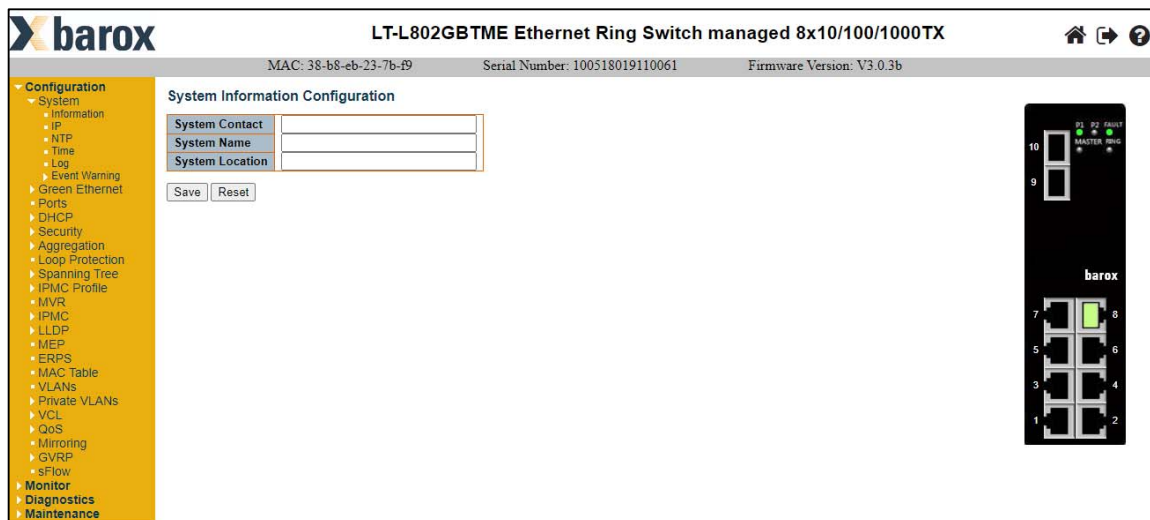 barox
LT-L802GBTME Ethernet Ring Switch managed 8x10/100/1000TX
MAC: 38-b8-eb-23-7b-f9 Serial Number: 100518019110061 Firmware Version: V3.0.3b
Configuration
System
Information
IP
NTP
Time
Log
Event Warning
Green Ethernet
Ports
DHCP
Security
Aggregation
Loop Protection
Spanning Tree
IPMC Profile
MVR
IPMC
LLDP
MEP
ERPS
MAC Table
VLANs
Private VLANs
VCL
QoS
Mirroring
GVRP
sFlow
Monitor
Diagnostics
Maintenance
System Information Configuration
System Contact
System Name
System Location
Save Reset
P1 P2 FAULT
MASTER RING
10
9
barox
7 8
5 6
3 4
1 2